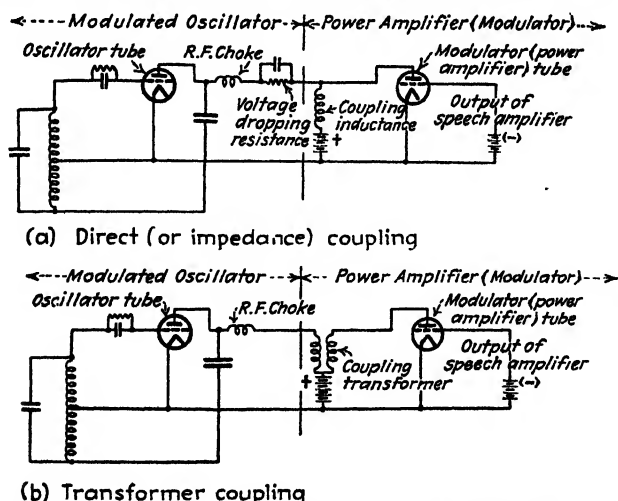 Modulated Oscillator Power Amplifier (Modulator)
Oscillator tube
R.F. Choke
Modulator (power
amplifier) tube
Voltage
dropping
resistance
Coupling
inductance
+
Output of
speech amplifier
(-)
(a) Direct (or impedance) coupling
Modulated Oscillator Power Amplifier (Modulator)
Oscillator tube
R.F. Choke
Modulator (power
amplifier) tube
Coupling
transformer
+
Output of
speech amplifier
(-)
(b) Transformer coupling